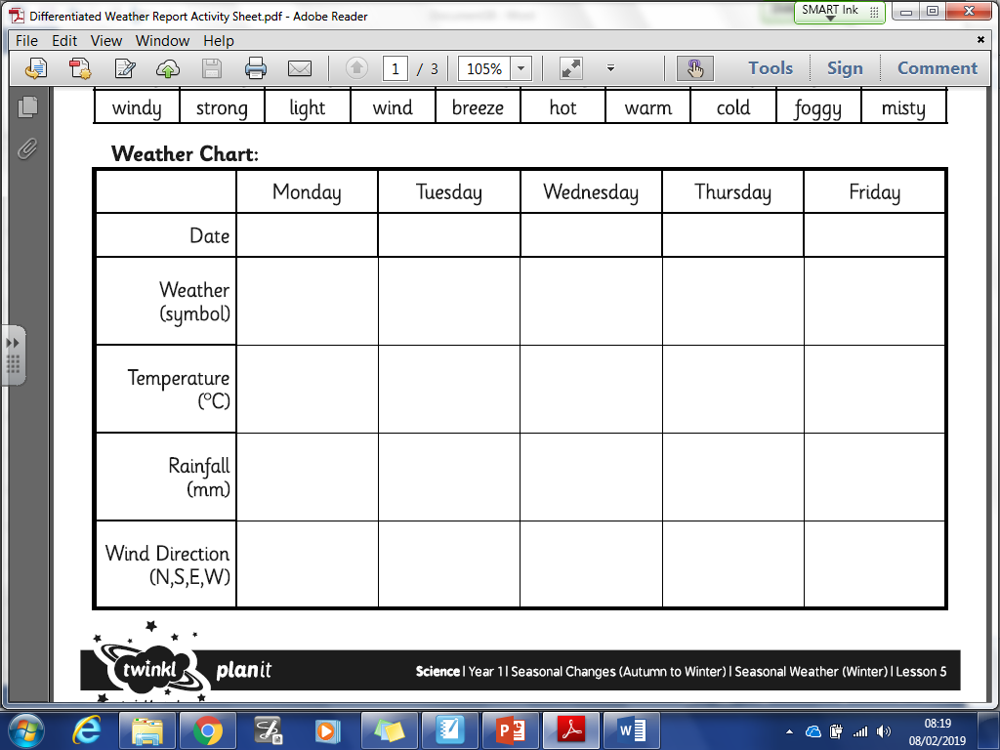 Differentiated Weather Report Activity Sheet.pdf - Adobe Reader
SMART Ink
File Edit View Window Help
1 / 3 105% Tools Sign Comment
windy strong light wind breeze hot warm cold foggy misty
Weather Chart:
Monday Tuesday Wednesday Thursday Friday
Date
Weather
(symbol)
Temperature
(°C)
Rainfall
(mm)
Wind Direction
(N,S,E,W)
twinkl planit Science | Year 1 | Seasonal Changes (Autumn to Winter) | Seasonal Weather (Winter) | Lesson 5
08:19
08/02/2019